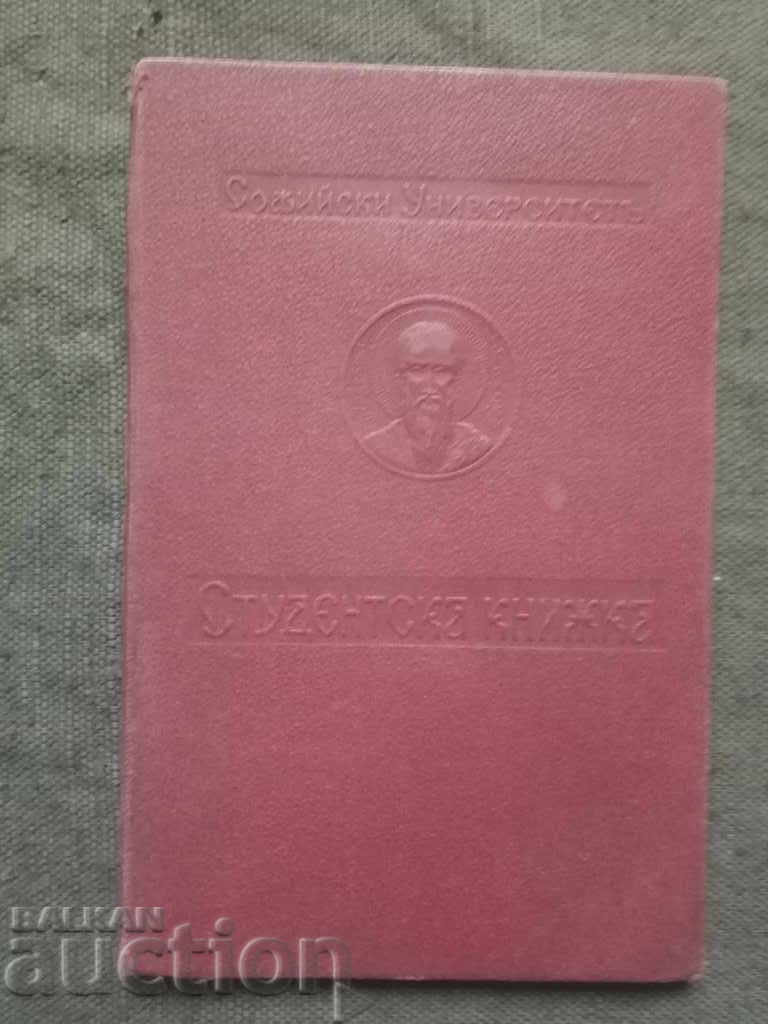 Софийски Университетъ
Студентска книжка
BALKAN
auction